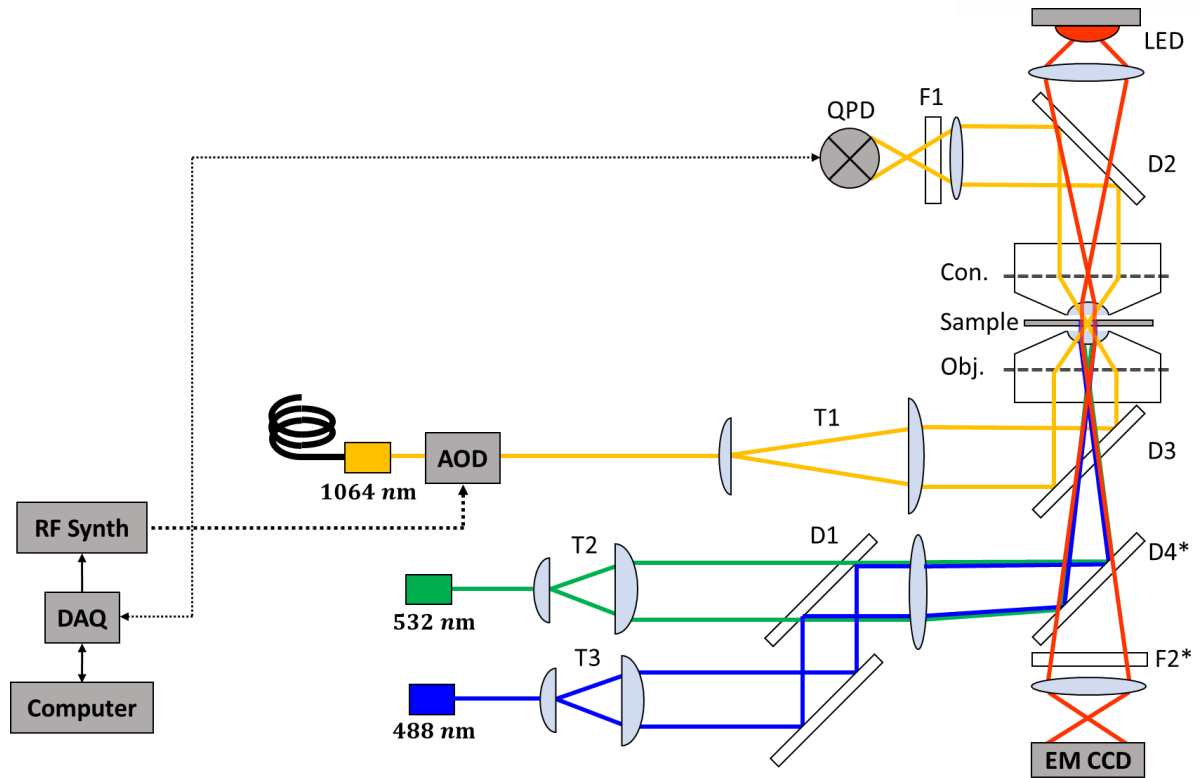 LED
F1
QPD
D2
Con.
Sample
Obj.
T1
D3
AOD
1064 nm
RF Synth
D1
T2
D4*
532 nm
DAQ
T3
F2*
488 nm
Computer
EM CCD